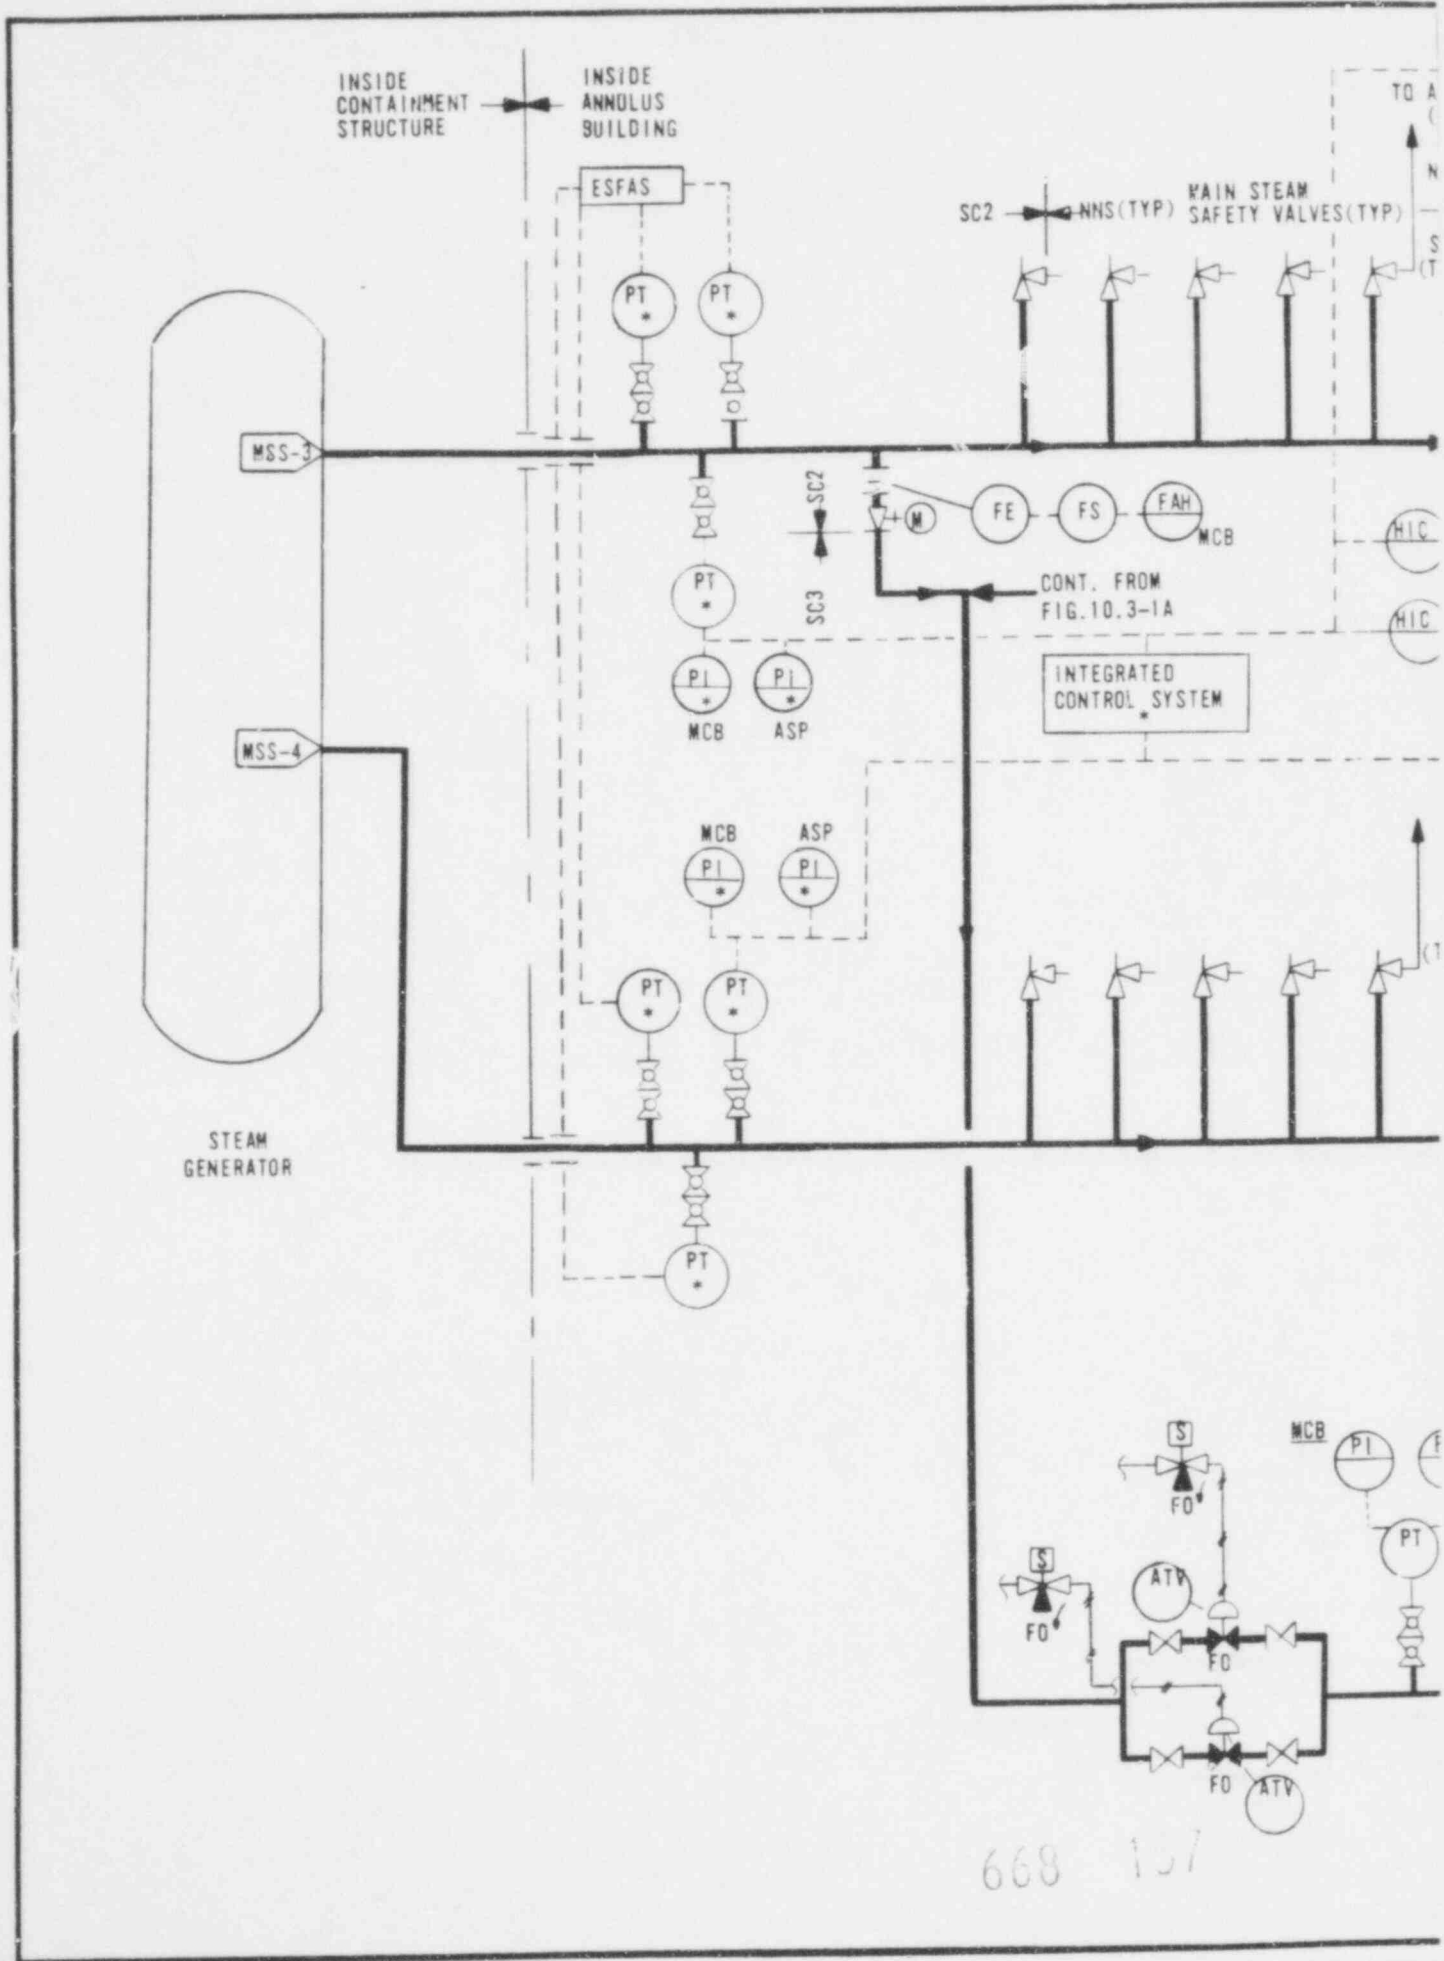 INSIDE
CONTAINMENT
STRUCTURE
INSIDE
ANNOLUS
BUILDING
TO A
(
N
ESFAS
SC2
NNS(TYP)
MAIN STEAM
SAFETY VALVES(TYP)
S
(T
PT
*
PT
*
MSS-3
SC2
SC3
M
FE
FS
FAH
MCB
HIC
PT
*
CONT. FROM
FIG.10.3-1A
HIC
PI
*
MCB
PI
*
ASP
INTEGRATED
CONTROL SYSTEM
*
MSS-4
MCB
PI
*
ASP
PI
*
(T
PT
*
PT
*
STEAM
GENERATOR
PT
*
S
FO
MCB
PI
PT
S
FO
ATV
FO
FO
ATV
668